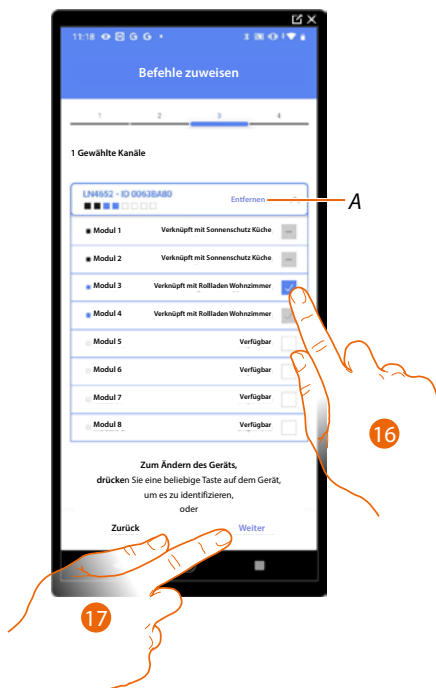 11:18 G G
Befehle zuweisen
1 2 3 4
1 Gewählte Kanäle
LN4652 - ID 0063BA80
Entfernen
A
Modul 1 Verknüpft mit Sonnenschutz Küche
Modul 2 Verknüpft mit Sonnenschutz Küche
Modul 3 Verknüpft mit Rollladen Wohnzimmer
Modul 4 Verknüpft mit Rollladen Wohnzimmer
Modul 5 Verfügbar
Modul 6 Verfügbar
Modul 7 Verfügbar
Modul 8 Verfügbar
16
Zum Ändern des Geräts,
drücken Sie eine beliebige Taste auf dem Gerät,
um es zu identifizieren,
oder
Zurück Weiter
17